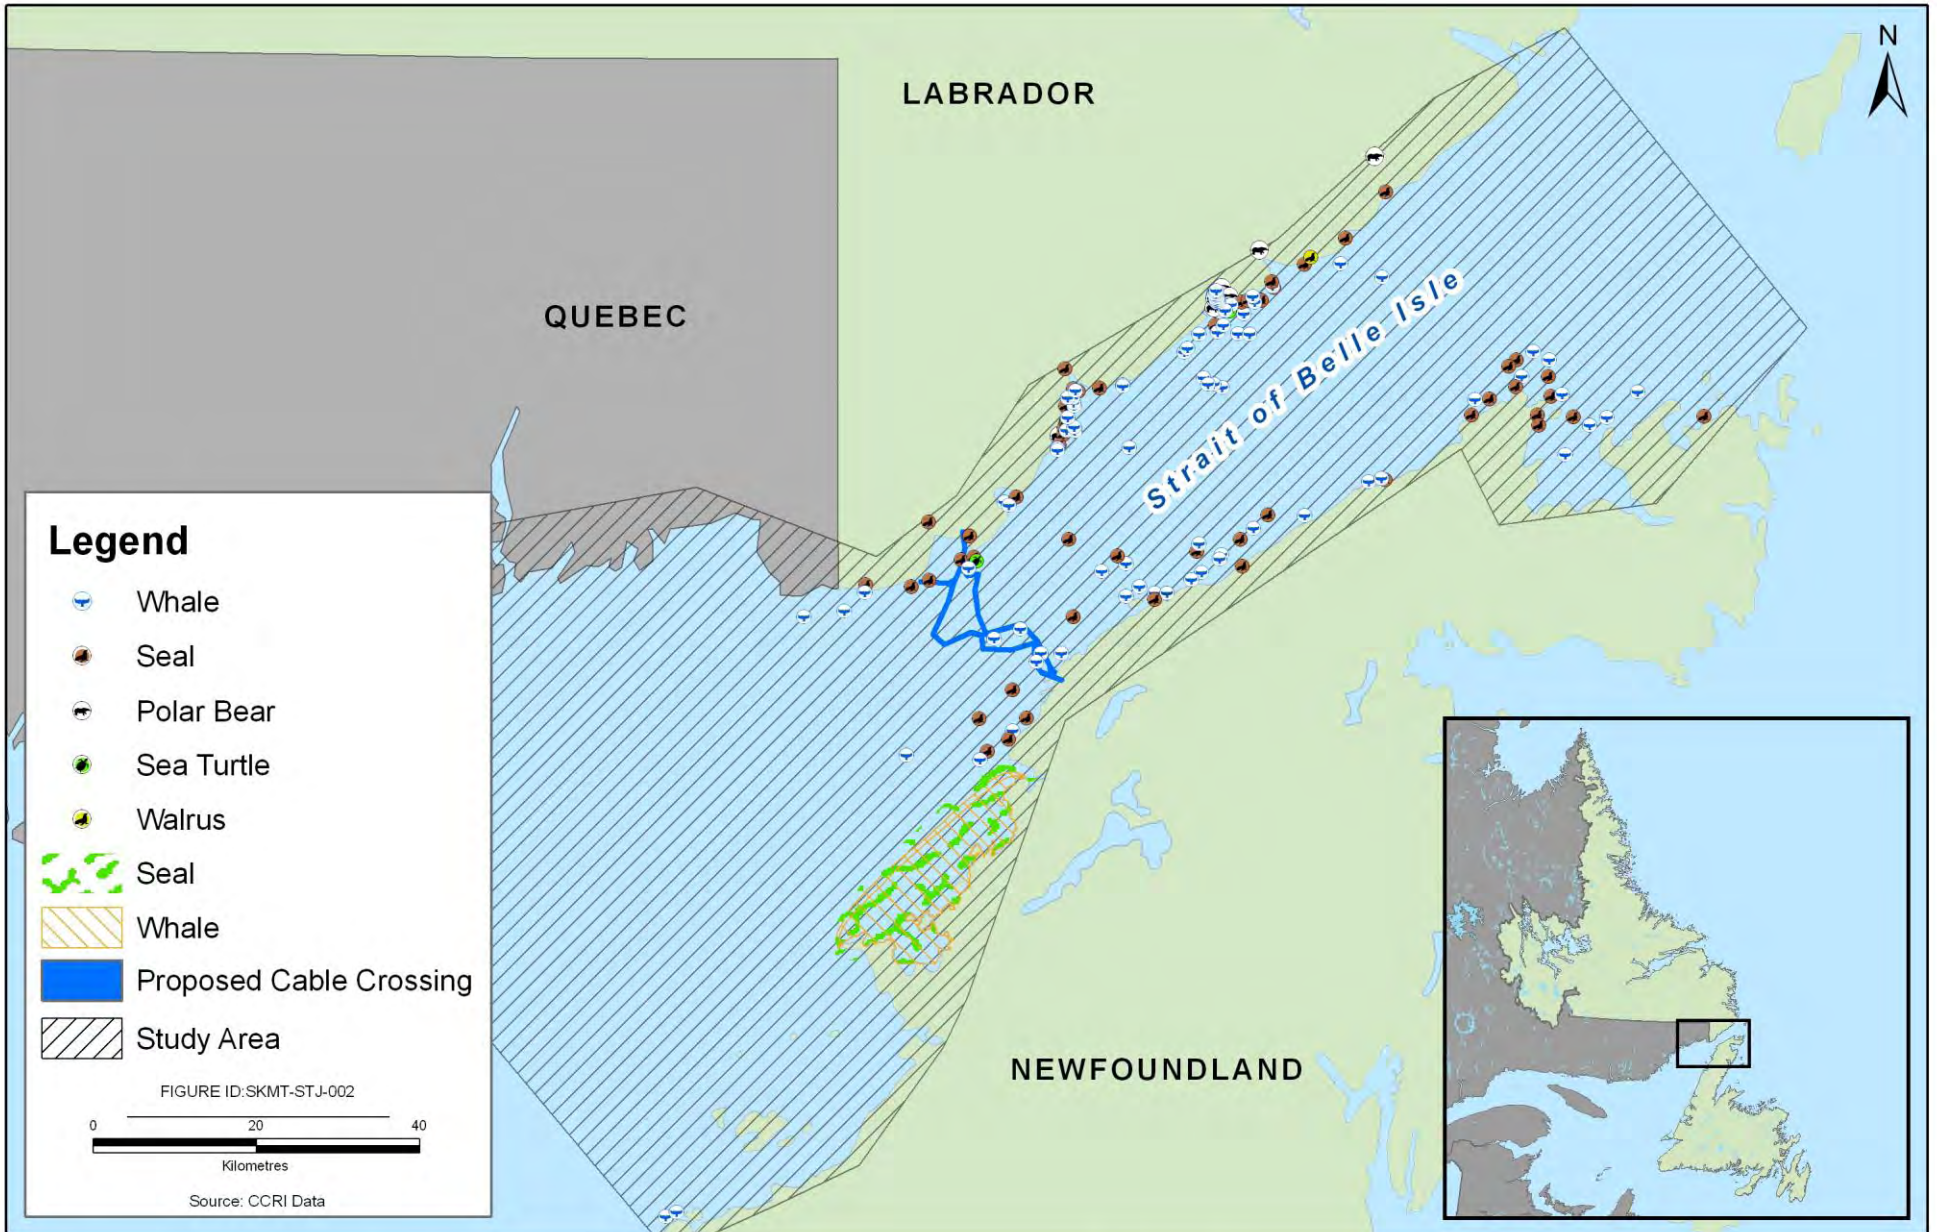 N
LABRADOR
QUEBEC
Strait of Belle Isle
Legend
Whale
Seal
Polar Bear
Sea Turtle
Walrus
Seal
Whale
Proposed Cable Crossing
Study Area
FIGURE ID:SKMT-STJ-002
0 20 40
Kilometres
Source: CCRI Data
NEWFOUNDLAND